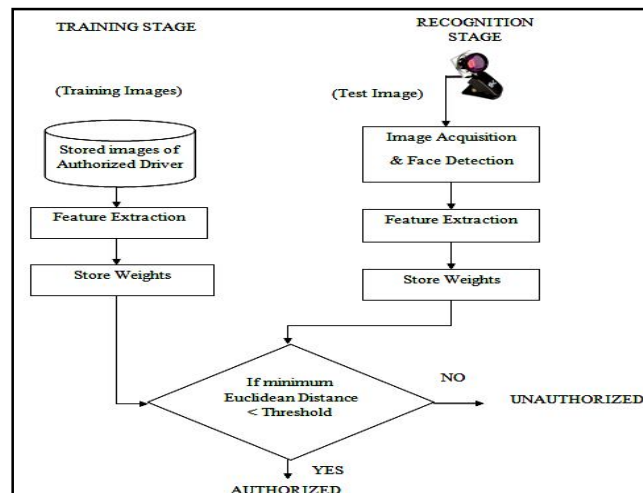 TRAINING STAGE
RECOGNITION
STAGE
(Training Images)
(Test Image)
Stored images of
Authorized Driver
Image Acquisition
& Face Detection
Feature Extraction
Feature Extraction
Store Weights
Store Weights
If minimum
Euclidean Distance
< Threshold
NO
UNAUTHORIZED
YES
AUTHORIZED